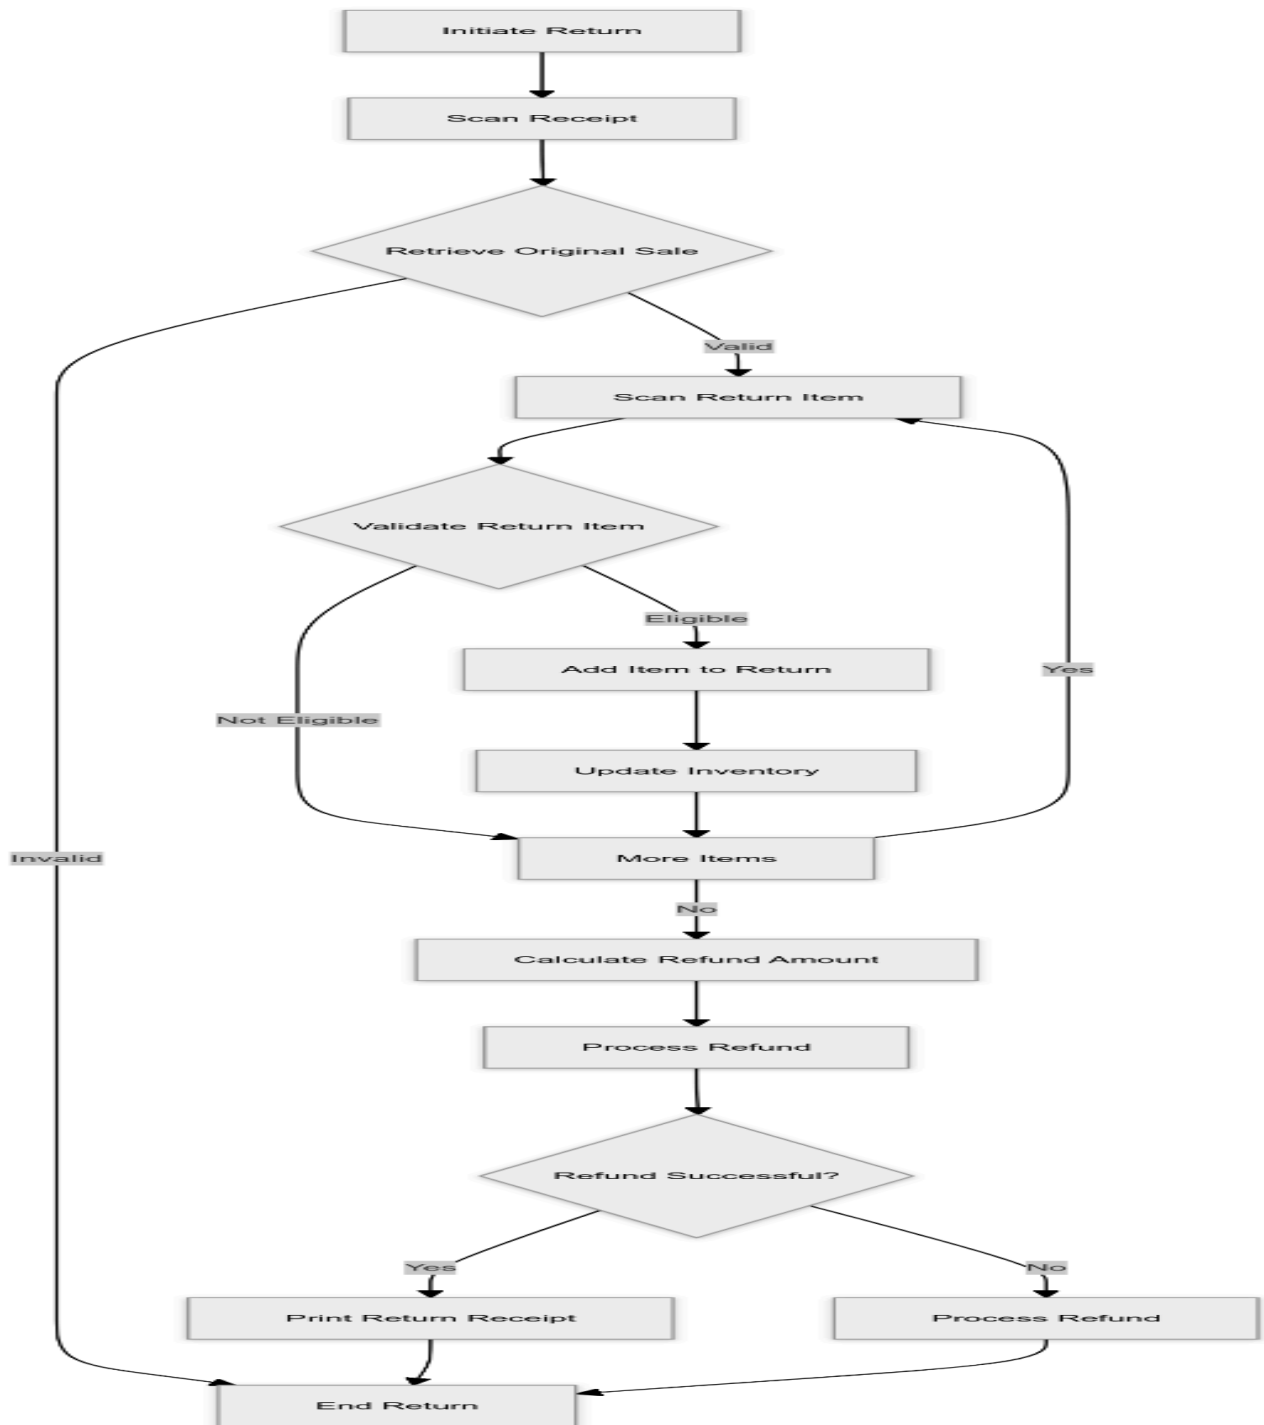 Initiate Return
Scan Receipt
Retrieve Original Sale
Valid
Scan Return Item
Validate Return Item
Eligible
Add Item to Return
Yes
Not Eligible
Update Inventory
Invalid
More Items
No
Calculate Refund Amount
Process Refund
Refund Successful?
Yes
No
Print Return Receipt
Process Refund
End Return